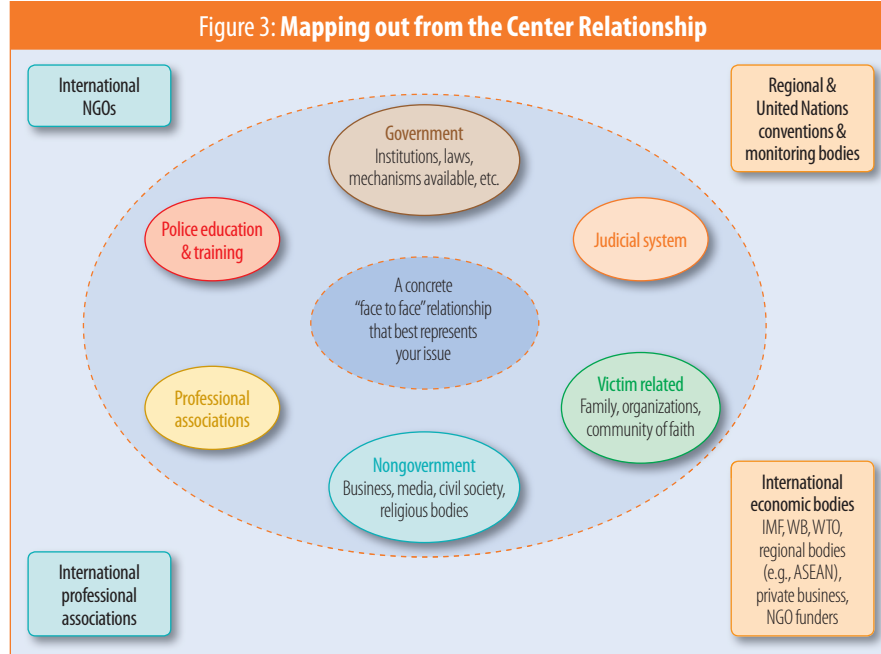 Figure 3: Mapping out from the Center Relationship
International
NGOs
Regional &
United Nations
conventions &
monitoring bodies
Government
Institutions, laws,
mechanisms available, etc.
Police education
& training
Judicial system
A concrete
“face to face” relationship
that best represents
your issue
Professional
associations
Victim related
Family, organizations,
community of faith
Nongovernment
Business, media, civil society,
religious bodies
International
professional
associations
International
economic bodies
IMF, WB, WTO,
regional bodies
(e.g., ASEAN),
private business,
NGO funders